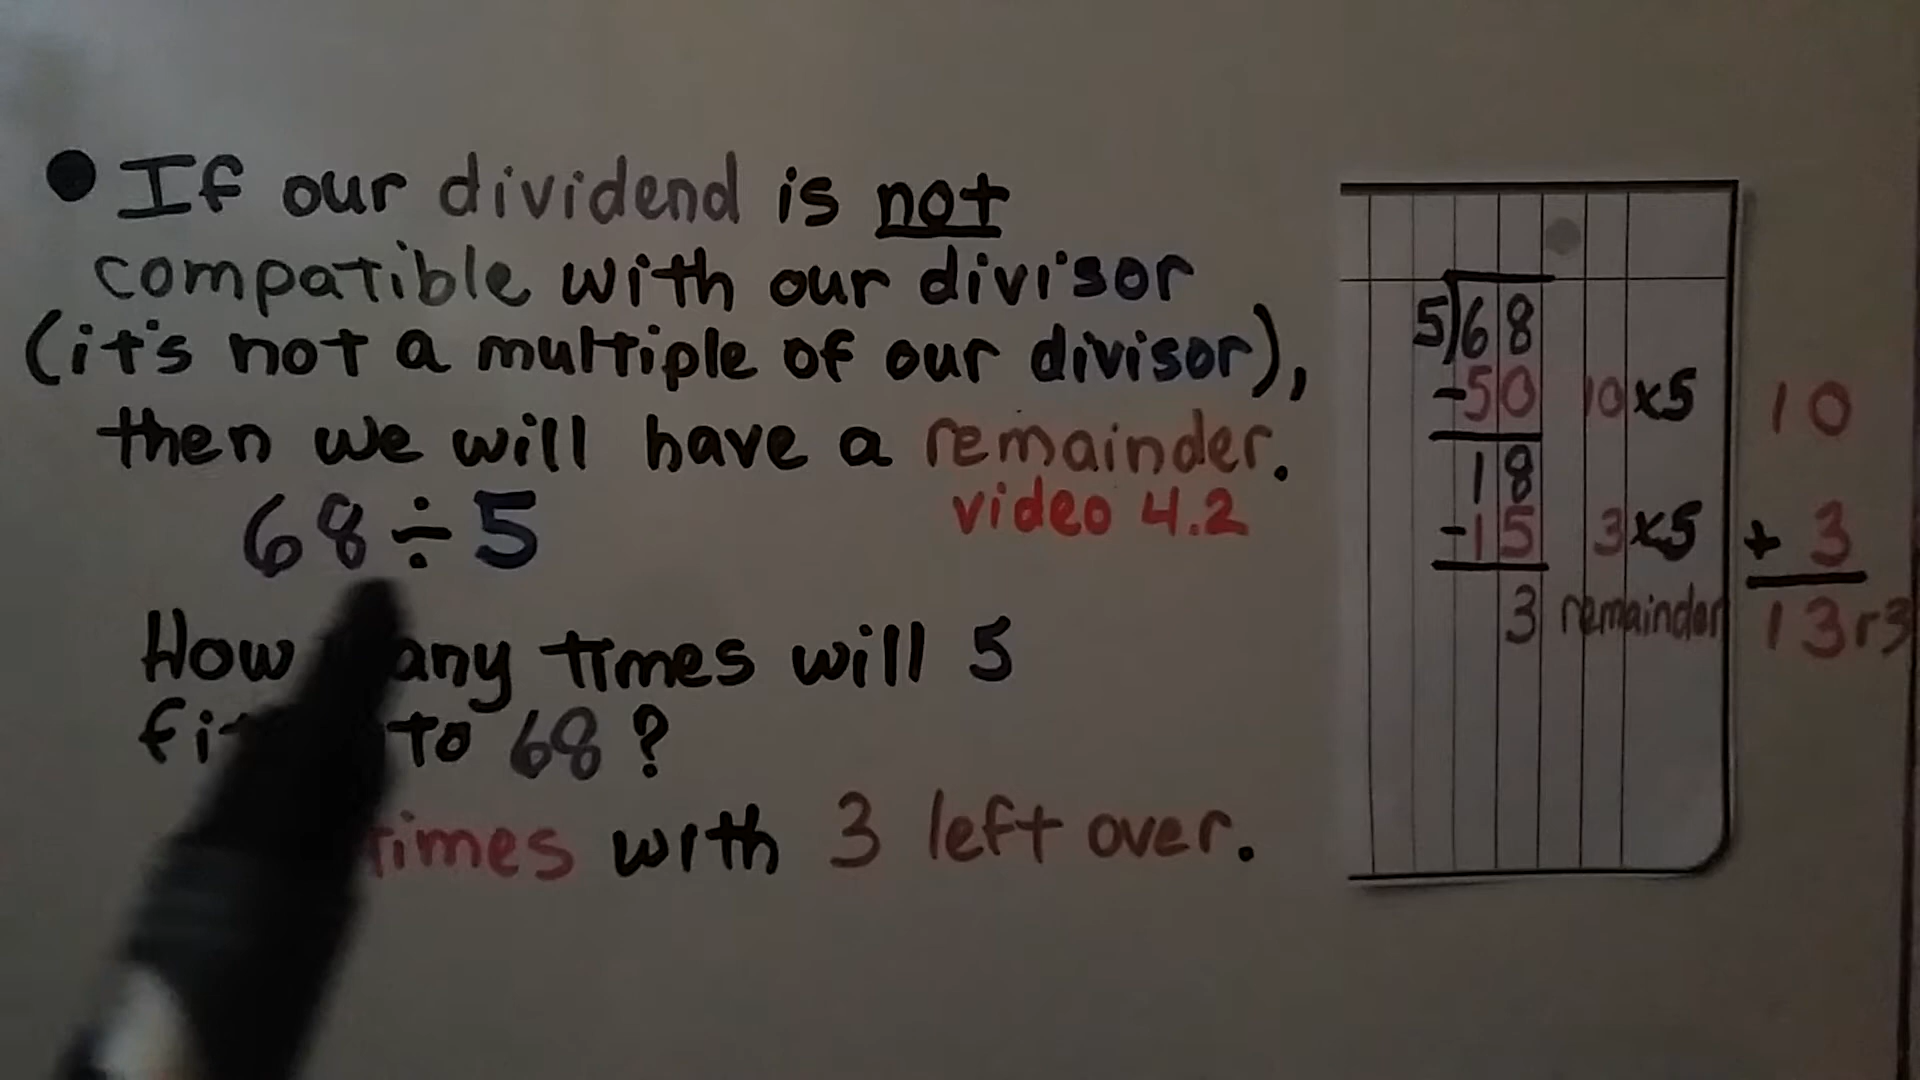 ● If our dividend is not
compatible with our divisor
(it's not a multiple of our divisor),
then we will have a remainder.
video 4.2
68 ÷ 5
How any times will 5
fi to 68?
times with 3 left over.
5)68
-50 10x5 10
18
-15 3x5 + 3
3 remainder 13r3